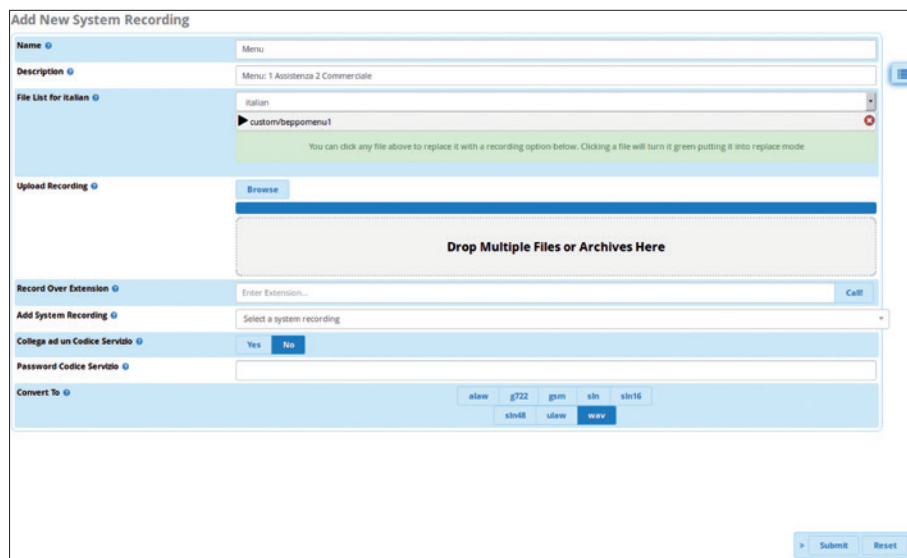 Add New System Recording
Name
Menu
Description
Menu: 1 Assistenza 2 Commerciale
File List for italian
italian
custom/beppomenu1
You can click any file above to replace it with a recording option below. Clicking a file will turn it green putting it into replace mode
Upload Recording
Browse
Drop Multiple Files or Archives Here
Record Over Extension
Enter Extension...
Call!
Add System Recording
Select a system recording
Collega ad un Codice Servizio
Yes No
Password Codice Servizio
Convert To
alaw g722 gsm sln sln16
sln48 ulaw wav
» Submit Reset